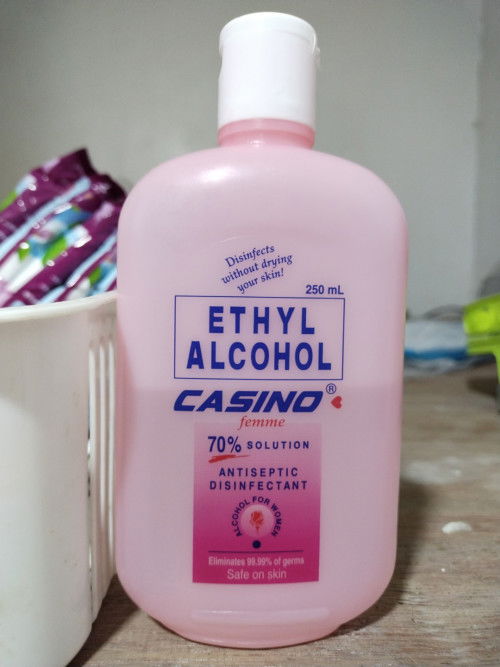 Disinfects
without drying
your skin!
250 mL
ETHYL
ALCOHOL
CASINO®
femme
70% SOLUTION
ANTISEPTIC
DISINFECTANT
ALCOHOL FOR WOMEN
Eliminates 99.99% of germs
Safe on skin